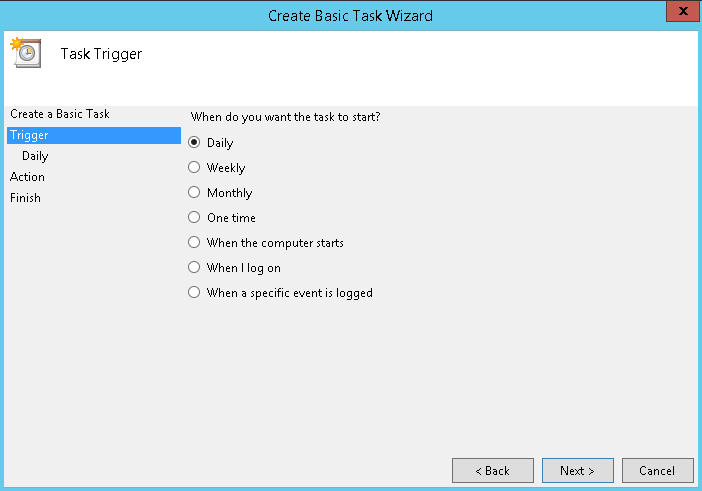 Create Basic Task Wizard
x
Task Trigger
Create a Basic Task
Trigger
Daily
Action
Finish
When do you want the task to start?
Daily
Weekly
Monthly
One time
When the computer starts
When I log on
When a specific event is logged
< Back
Next >
Cancel